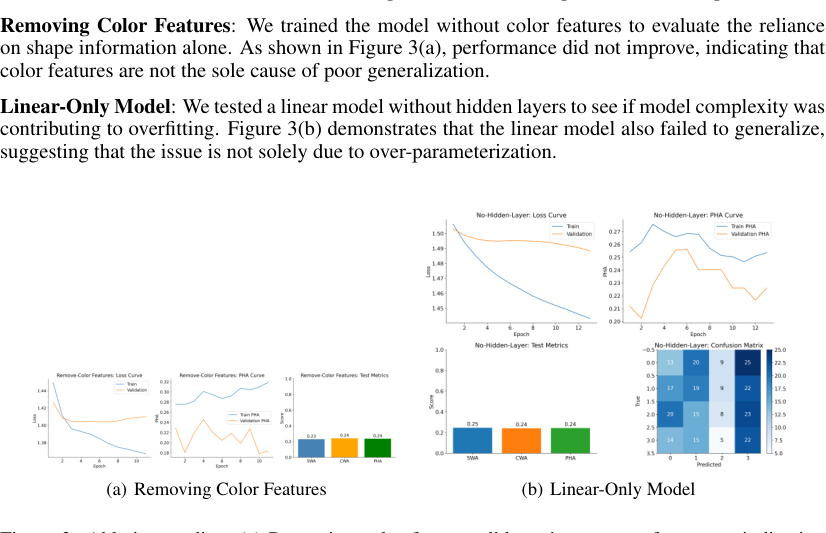 Removing Color Features: We trained the model without color features to evaluate the reliance
on shape information alone. As shown in Figure 3(a), performance did not improve, indicating that
color features are not the sole cause of poor generalization.
Linear-Only Model: We tested a linear model without hidden layers to see if model complexity was
contributing to overfitting. Figure 3(b) demonstrates that the linear model also failed to generalize,
suggesting that the issue is not solely due to over-parameterization.
Remove-Color Features: Loss Curve
Train
Validation
1.44
1.42
1.40
1.38
Loss
2 4 6 8 10
Epoch
Remove-Color Features: PHA Curve
Train PHA
Validation PHA
0.32
0.30
0.28
0.26
0.24
0.22
0.20
0.18
PHA
2 4 6 8 10
Epoch
Remove-Color Features: Test Metrics
1.0
0.8
0.6
0.4
0.2
0.0
Score
0.23 0.24 0.24
SWA CWA PHA
(a) Removing Color Features
No-Hidden-Layer: Loss Curve
Train
Validation
1.50
1.49
1.48
1.47
1.46
1.45
Loss
2 4 6 8 10 12
Epoch
No-Hidden-Layer: PHA Curve
Train PHA
Validation PHA
0.27
0.26
0.25
0.24
0.23
0.22
0.21
0.20
PHA
2 4 6 8 10 12
Epoch
No-Hidden-Layer: Test Metrics
1.0
0.8
0.6
0.4
0.2
0.0
Score
0.25 0.24 0.24
SWA CWA PHA
No-Hidden-Layer: Confusion Matrix
−0.5
0.0
0.5
1.0
1.5
2.0
2.5
3.0
3.5
True
13 20 9 25
17 19 9 22
20 15 8 23
14 15 5 22
0 1 2 3
Predicted
25.0
22.5
20.0
17.5
15.0
12.5
10.0
7.5
5.0
(b) Linear-Only Model